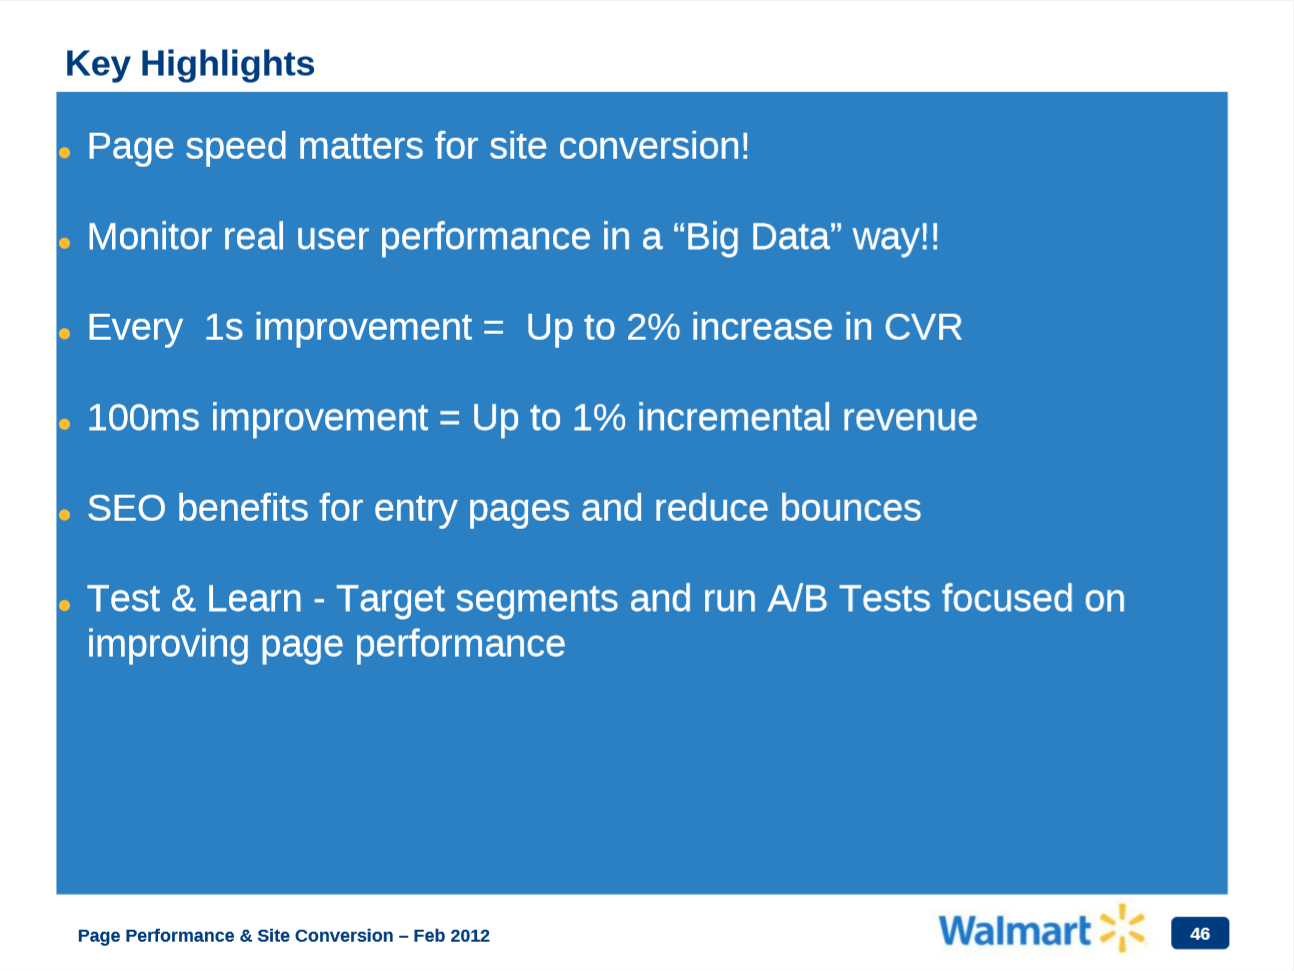 Key Highlights
• Page speed matters for site conversion!
• Monitor real user performance in a “Big Data” way!!
• Every  1s improvement =  Up to 2% increase in CVR
• 100ms improvement = Up to 1% incremental revenue
• SEO benefits for entry pages and reduce bounces
• Test & Learn - Target segments and run A/B Tests focused on
improving page performance
Page Performance & Site Conversion – Feb 2012
Walmart
46